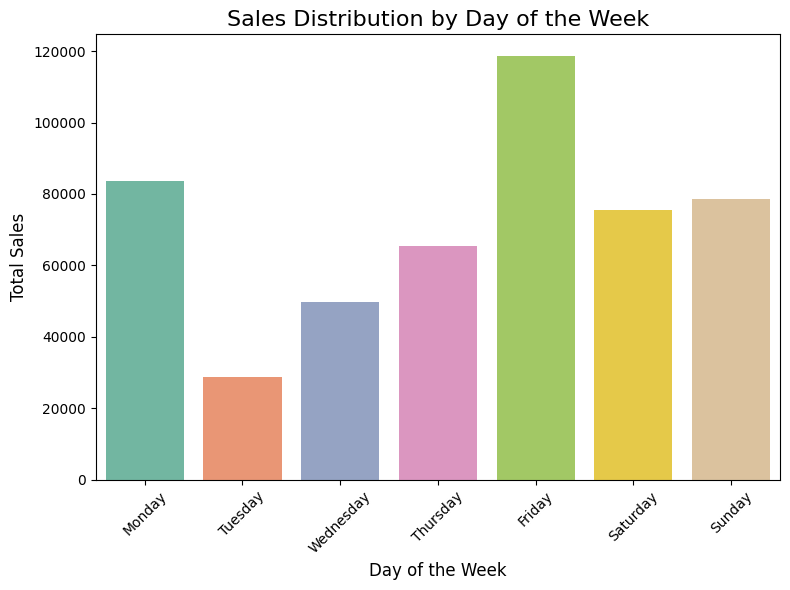 Sales Distribution by Day of the Week
Total Sales
120000
100000
80000
60000
40000
20000
0
Monday
Tuesday
Wednesday
Thursday
Friday
Saturday
Sunday
Day of the Week